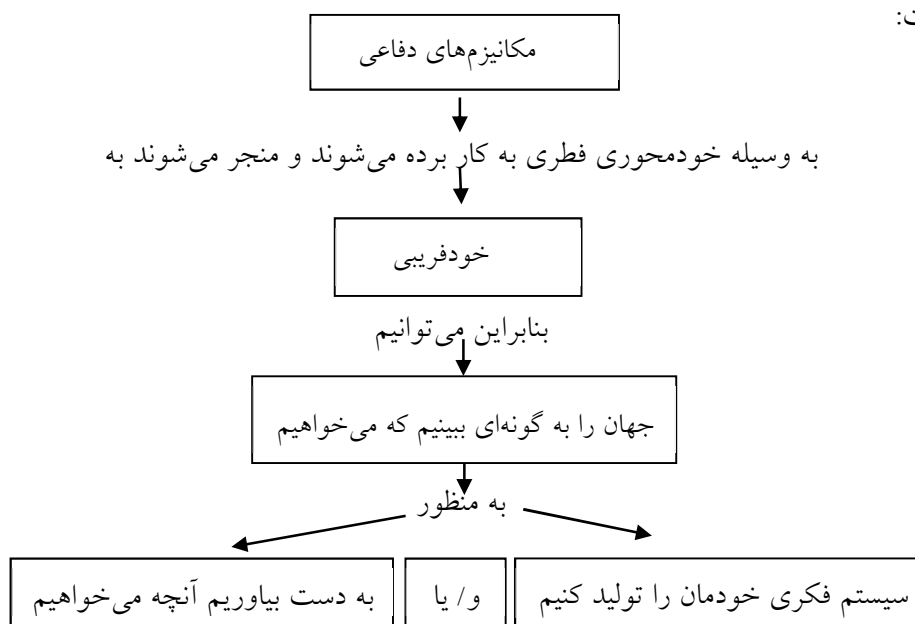 ت:
مکانیزم‌های دفاعی
به وسیله خودمحوری فطری به کار برده می‌شوند و منجر می‌شوند به
خودفریبی
بنابراین می‌توانیم
جهان را به گونه‌ای ببینیم که می‌خواهیم
به منظور
سیستم فکری خودمان را تولید کنیم
و/ یا
به دست بیاوریم آنچه می‌خواهیم